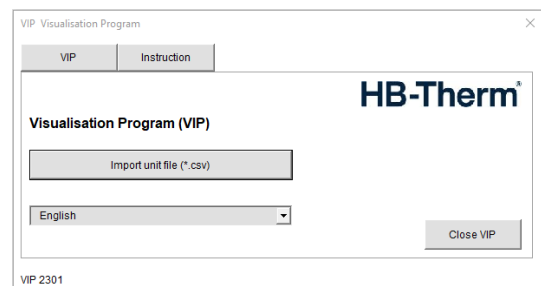 VIP Visualisation Program
VIP
Instruction
HB-Therm®
Visualisation Program (VIP)
Import unit file (*.csv)
English
Close VIP
VIP 2301